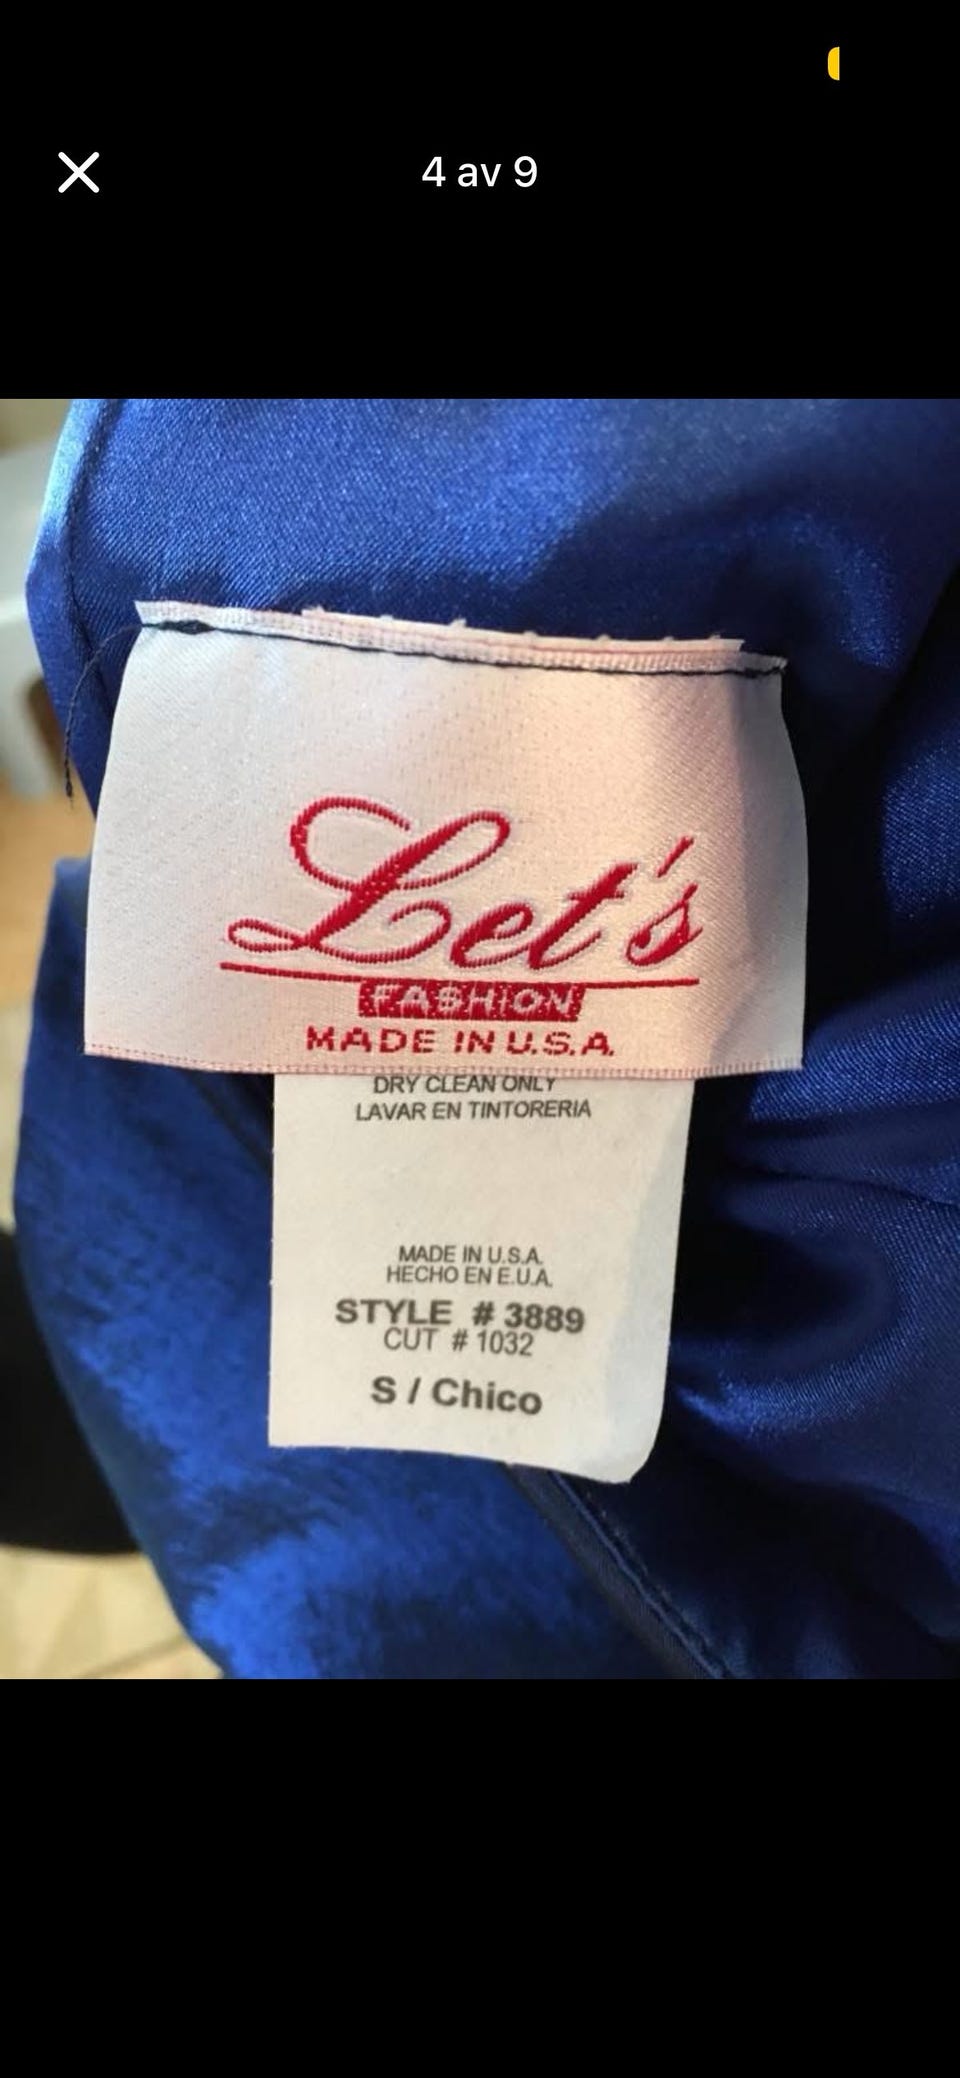 4 av 9
Let's
FASHION
MADE IN U.S.A.
DRY CLEAN ONLY
LAVAR EN TINTORERIA
MADE IN U.S.A.
HECHO EN E.U.A.
STYLE # 3889
CUT # 1032
S / Chico